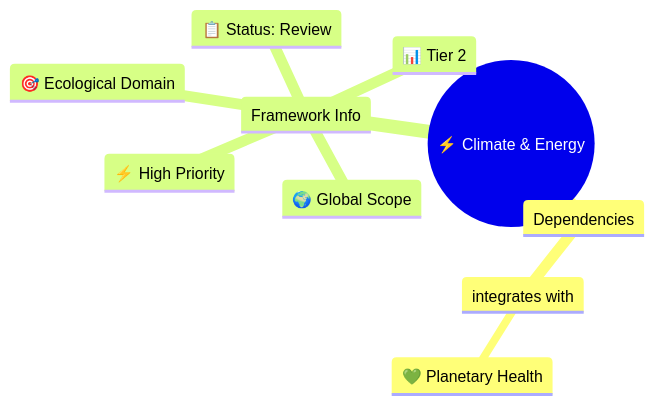 📋 Status: Review
📊 Tier 2
🎯 Ecological Domain
Framework Info
⚡ Climate & Energy
⚡ High Priority
🌍 Global Scope
Dependencies
integrates with
💚 Planetary Health